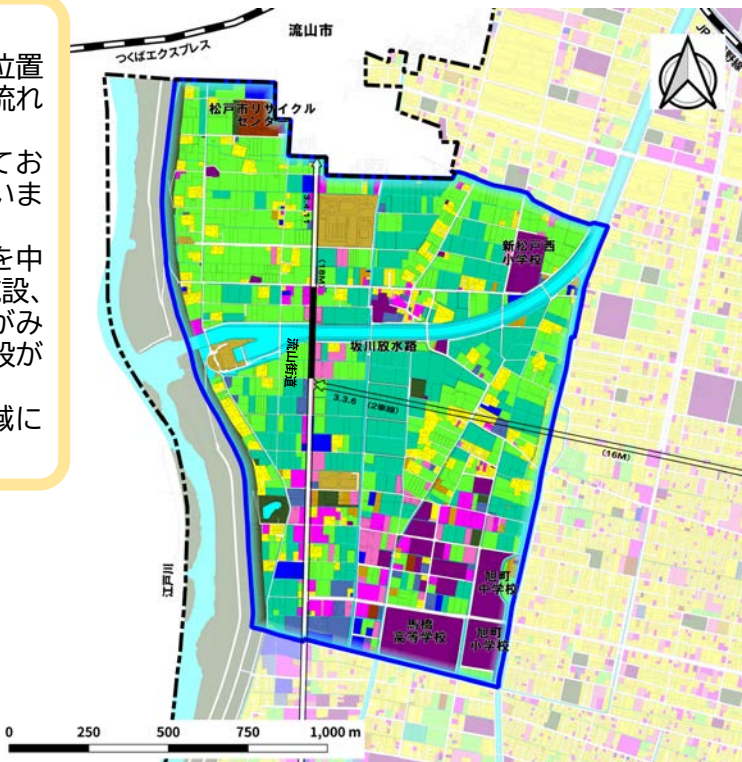 位置
流れ
てお
いま
を中
設、
がみ
設が
域に
つくばエクスプレス
流山市
松戸市リサイクル
センター
3.4.11
(18M)
新松戸西
小学校
坂川放水路
流山街道
3.3.6 (2車線)
(16M)
江戸川
旭町
中学校
馬橋
高等学校
旭町
小学校
0 250 500 750 1,000 m